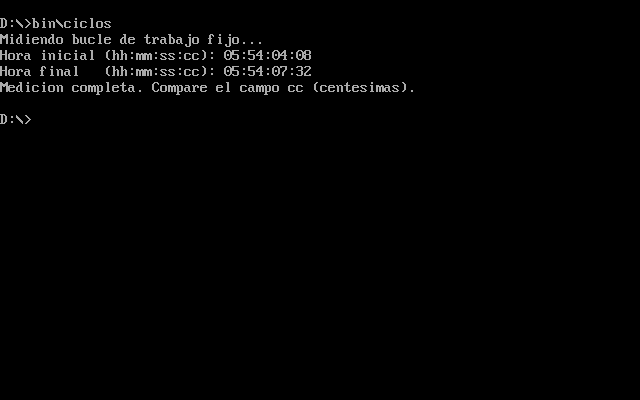 D:\>bin\ciclos
Midiendo bucle de trabajo fijo...
Hora inicial (hh:mm:ss:cc): 05:54:04:08
Hora final   (hh:mm:ss:cc): 05:54:07:32
Medicion completa. Compare el campo cc (centesimas).
D:\>